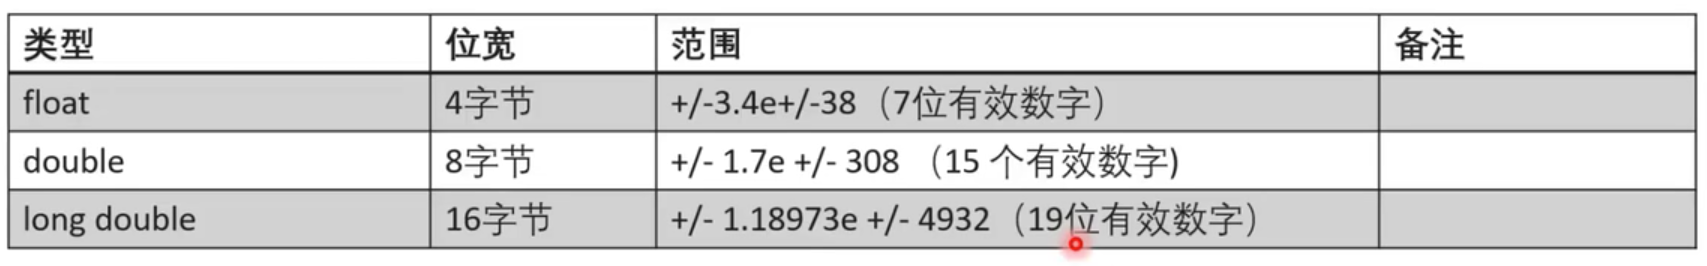 类型 位宽 范围 备注
float 4字节 +/-3.4e+/-38（7位有效数字）
double 8字节 +/- 1.7e +/- 308 （15 个有效数字)
long double 16字节 +/- 1.18973e +/- 4932（19位有效数字）